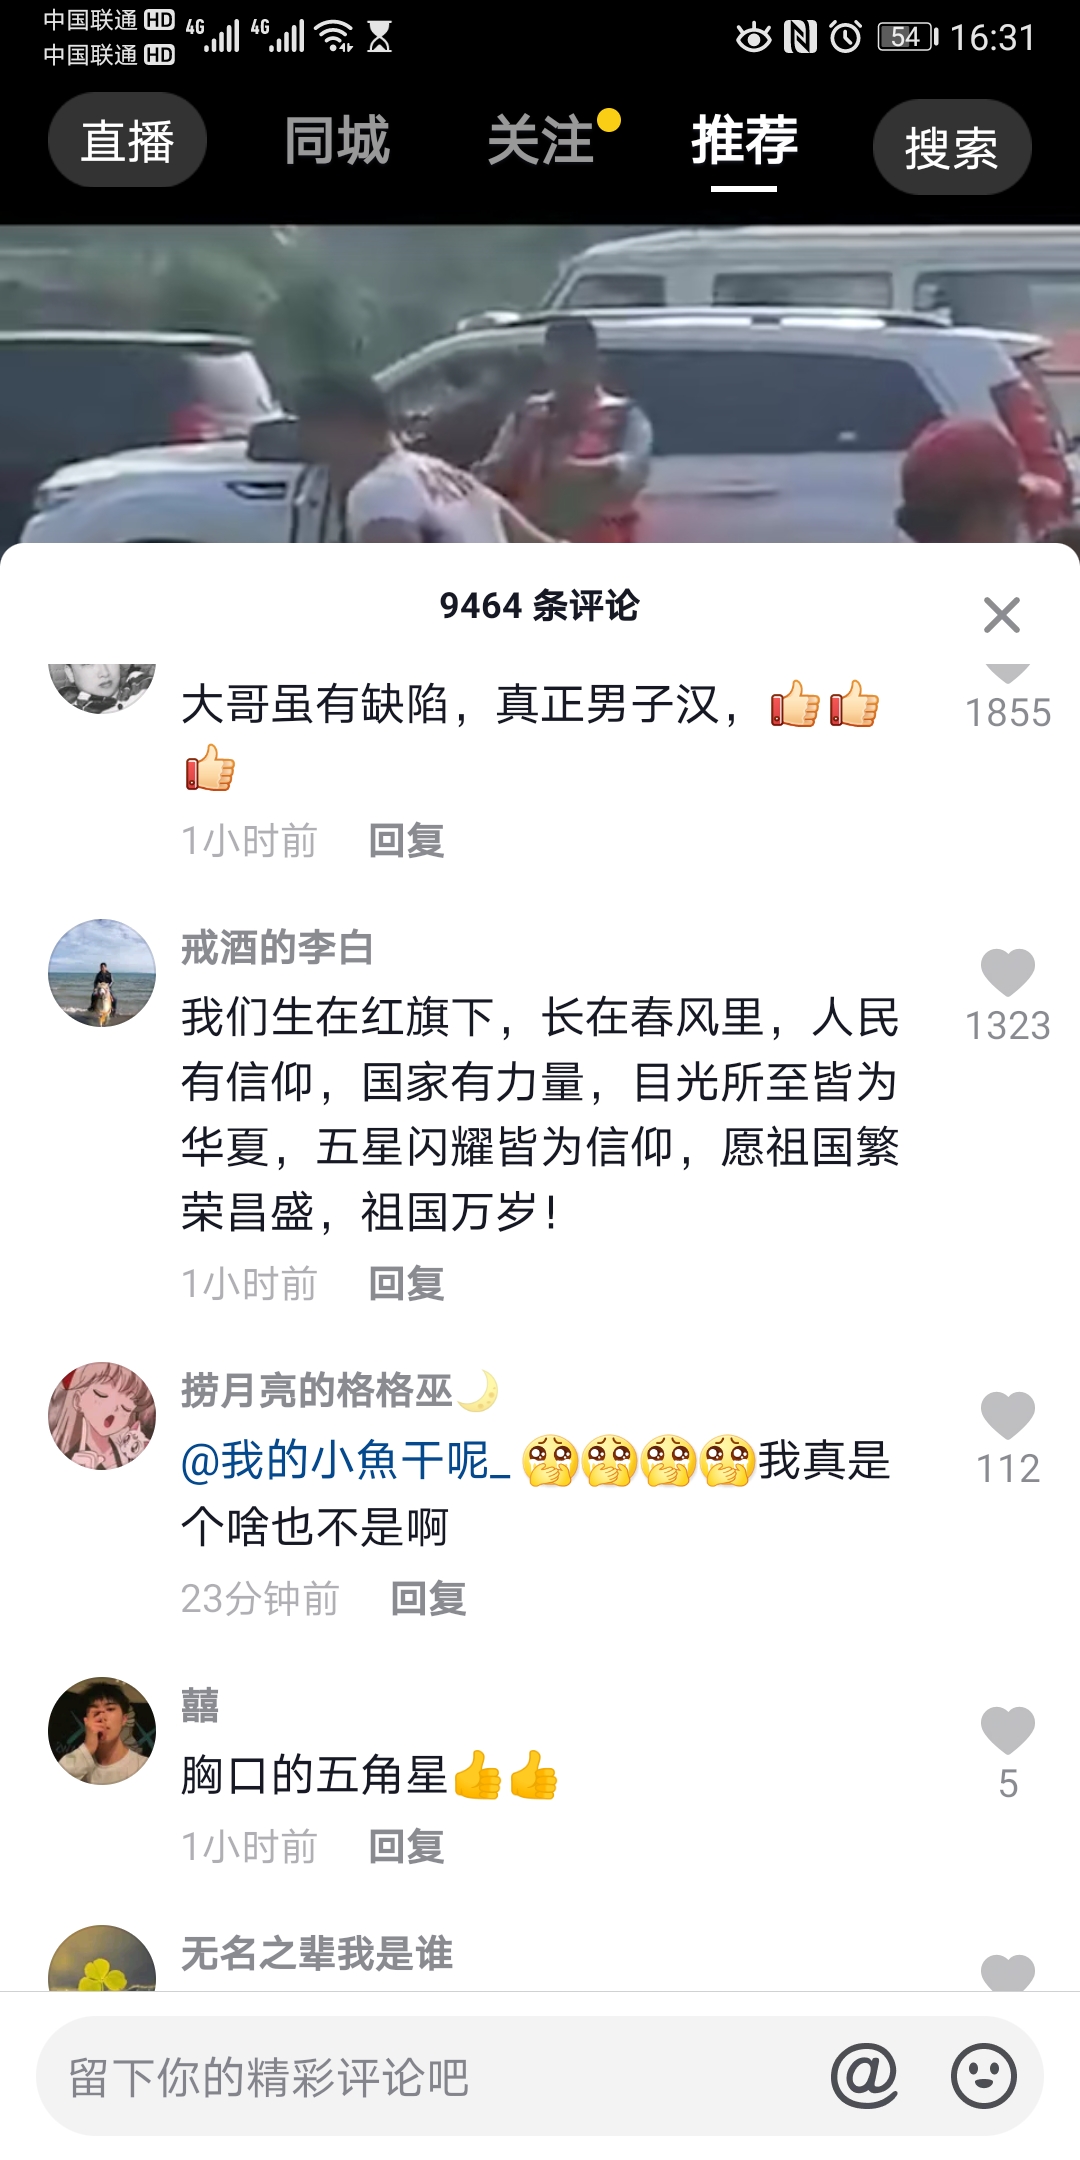 中国联通 HD 4G 4G 54 16:31
中国联通 HD
直播 同城 关注 推荐 搜索
9464 条评论
大哥虽有缺陷，真正男子汉，👍👍
👍
1855
1小时前 回复
戒酒的李白
我们生在红旗下，长在春风里，人民
有信仰，国家有力量，目光所至皆为
华夏，五星闪耀皆为信仰，愿祖国繁
荣昌盛，祖国万岁！
1323
1小时前 回复
捞月亮的格格巫🌙
@我的小魚干呢_ 🥺🥺🥺🥺我真是
个啥也不是啊
112
23分钟前 回复
囍
胸口的五角星👍👍
5
1小时前 回复
无名之辈我是谁
留下你的精彩评论吧 @